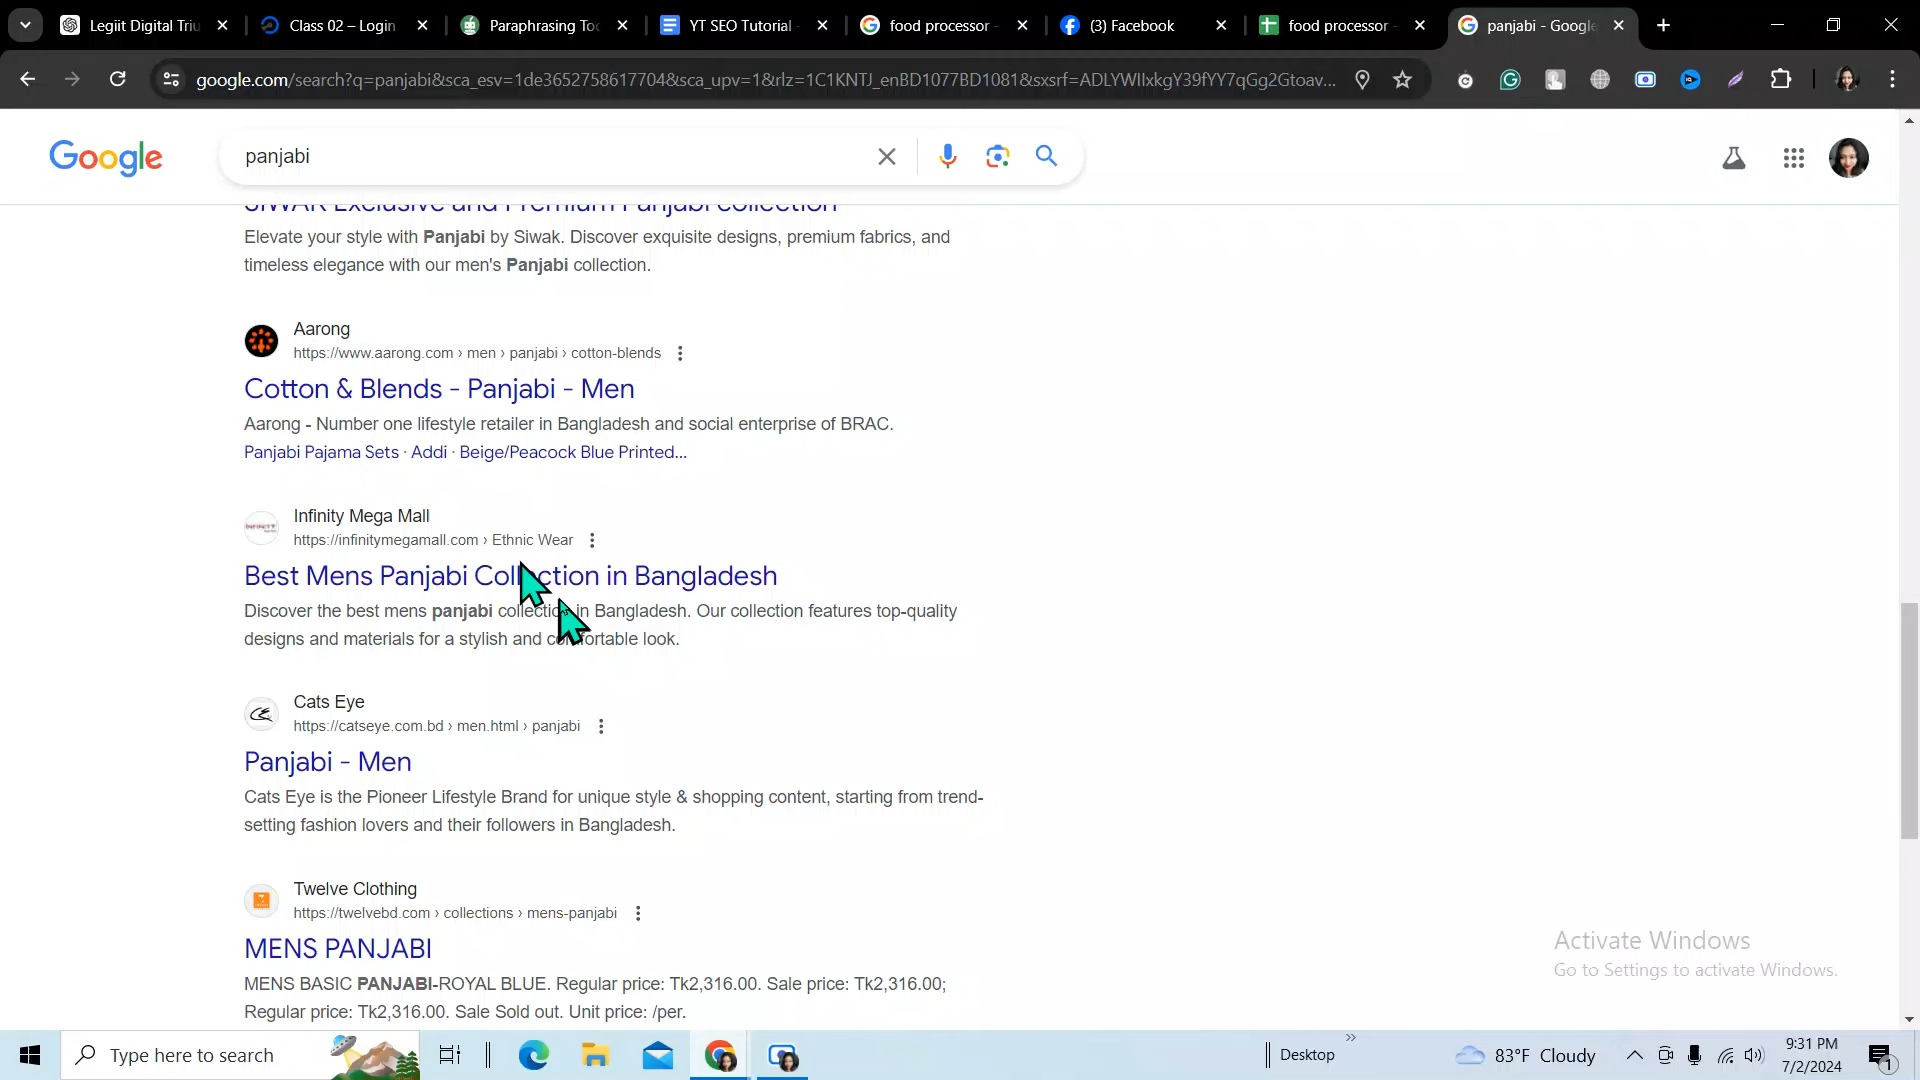 Legiit Digital Triu
Class 02 – Login
Paraphrasing Too
YT SEO Tutorial -
food processor -
(3) Facebook
food processor -
panjabi - Google
google.com/search?q=panjabi&sca_esv=1de3652758617704&sca_upv=1&rlz=1C1KNTJ_enBD1077BD1081&sxsrf=ADLYWIIxkgY39fYY7qGg2Gtoav...
Google
panjabi
SIWAK Exclusive and Premium Panjabi collection
Elevate your style with Panjabi by Siwak. Discover exquisite designs, premium fabrics, and
timeless elegance with our men's Panjabi collection.
Aarong
https://www.aarong.com › men › panjabi › cotton-blends
Cotton & Blends - Panjabi - Men
Aarong - Number one lifestyle retailer in Bangladesh and social enterprise of BRAC.
Panjabi Pajama Sets · Addi · Beige/Peacock Blue Printed...
Infinity Mega Mall
https://infinitymegamall.com › Ethnic Wear
Best Mens Panjabi Collection in Bangladesh
Discover the best mens panjabi collection in Bangladesh. Our collection features top-quality
designs and materials for a stylish and comfortable look.
Cats Eye
https://catseye.com.bd › men.html › panjabi
Panjabi - Men
Cats Eye is the Pioneer Lifestyle Brand for unique style & shopping content, starting from trend-
setting fashion lovers and their followers in Bangladesh.
Twelve Clothing
https://twelvebd.com › collections › mens-panjabi
MENS PANJABI
MENS BASIC PANJABI-ROYAL BLUE. Regular price: Tk2,316.00. Sale price: Tk2,316.00;
Regular price: Tk2,316.00. Sale Sold out. Unit price: /per.
Activate Windows
Go to Settings to activate Windows.
Type here to search
Desktop
83°F Cloudy
9:31 PM
7/2/2024
1